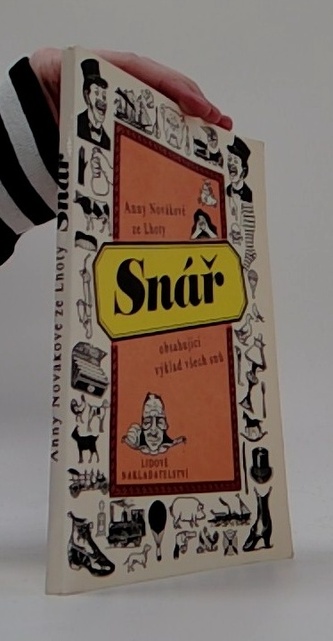 Anny Novákové
ze Lhoty
Snář
obsahující
výklad všech snů
LIDOVÉ
NAKLADATELSTVÍ
Anny Novákové ze Lhoty Snář